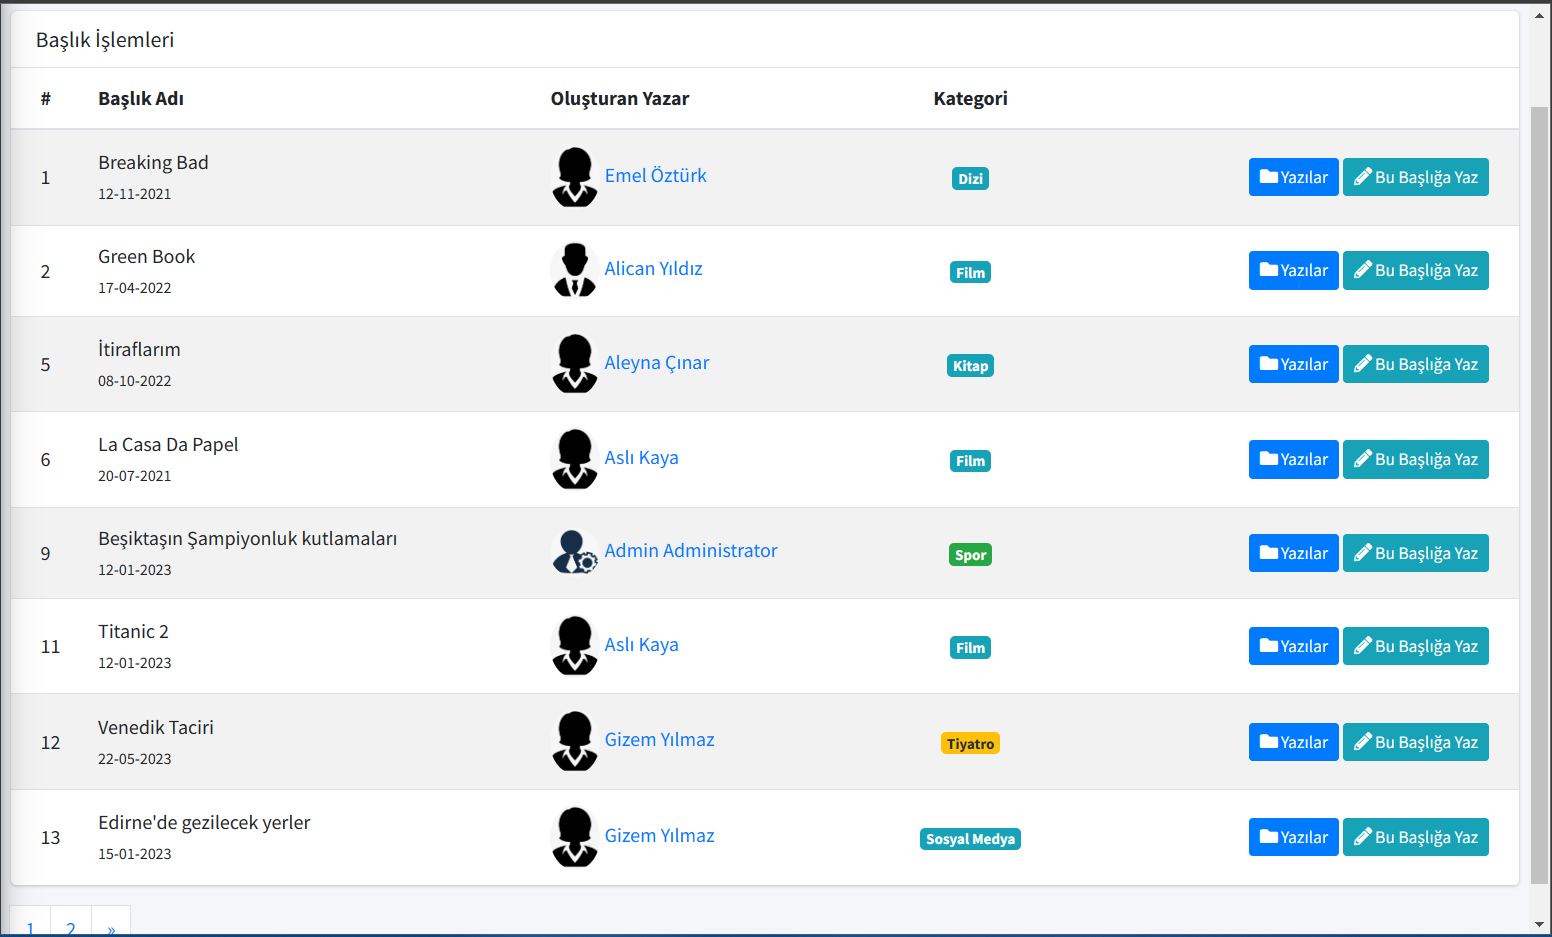 Başlık İşlemleri
# Başlık Adı Oluşturan Yazar Kategori
1 Breaking Bad Emel Öztürk Dizi Yazılar Bu Başlığa Yaz
12-11-2021
2 Green Book Alican Yıldız Film Yazılar Bu Başlığa Yaz
17-04-2022
5 İtiraflarım Aleyna Çınar Kitap Yazılar Bu Başlığa Yaz
08-10-2022
6 La Casa Da Papel Aslı Kaya Film Yazılar Bu Başlığa Yaz
20-07-2021
9 Beşiktaşın Şampiyonluk kutlamaları Admin Administrator Spor Yazılar Bu Başlığa Yaz
12-01-2023
11 Titanic 2 Aslı Kaya Film Yazılar Bu Başlığa Yaz
12-01-2023
12 Venedik Taciri Gizem Yılmaz Tiyatro Yazılar Bu Başlığa Yaz
22-05-2023
13 Edirne'de gezilecek yerler Gizem Yılmaz Sosyal Medya Yazılar Bu Başlığa Yaz
15-01-2023
1 2 »